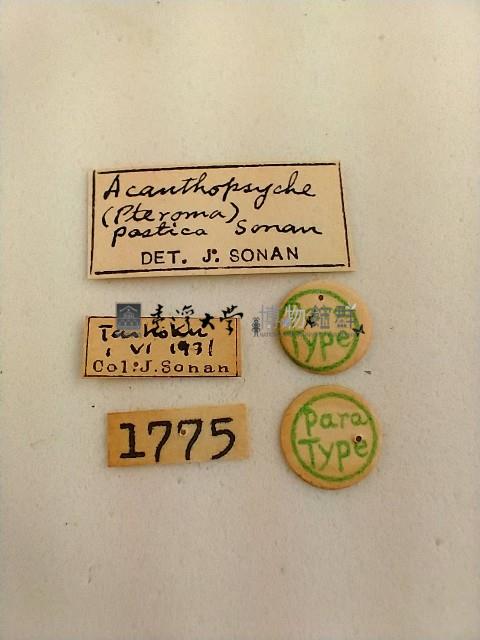 Acanthopsyche
(Pteroma)
postica Sonan
DET. J. SONAN
臺灣大學 博物館群
Taihoku
1 VI 1931
Col: J. Sonan
Type
1775
para
Type